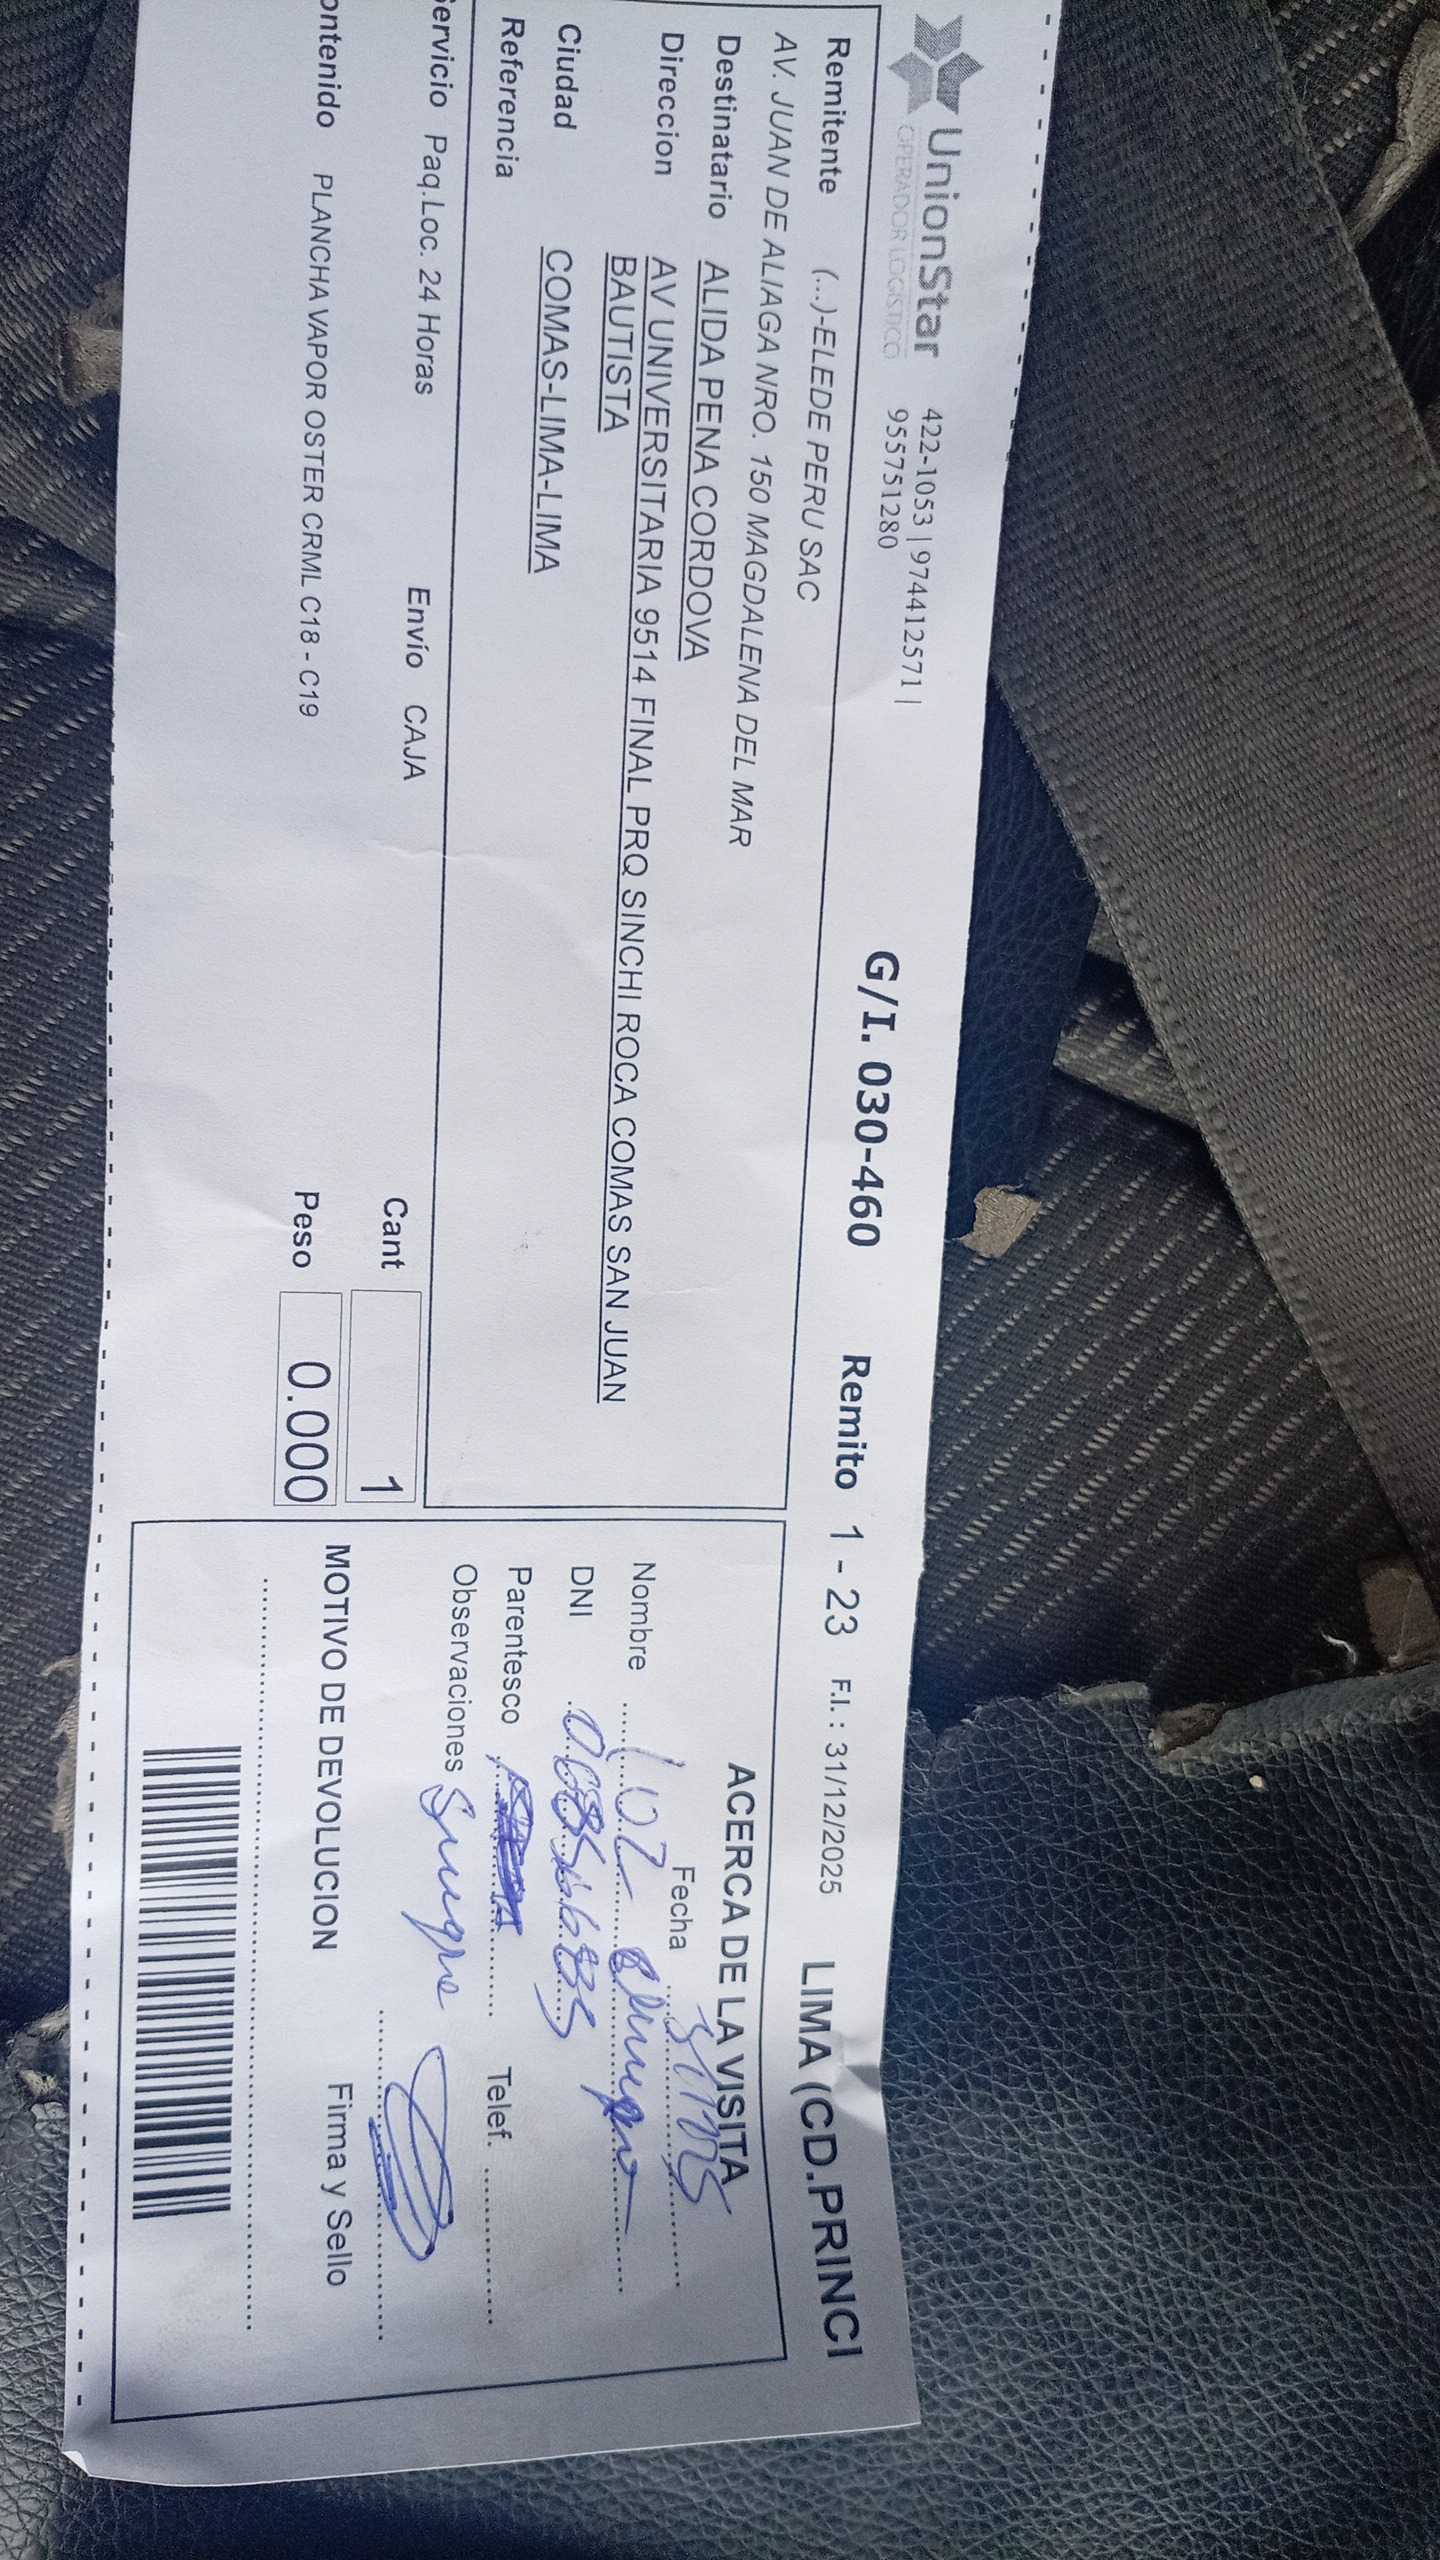 UnionStar
OPERADOR LOGISTICO
422-1053 | 974412571 |
955751280
G/I. 030-460 Remito 1 - 23 F.I. : 31/12/2025 LIMA (CD.PRINCI
Remitente (...)-ELEDE PERU SAC
AV. JUAN DE ALIAGA NRO. 150 MAGDALENA DEL MAR
Destinatario ALIDA PENA CORDOVA
Direccion AV UNIVERSITARIA 9514 FINAL PRQ SINCHI ROCA COMAS SAN JUAN
BAUTISTA
Ciudad COMAS-LIMA-LIMA
Referencia
Servicio Paq.Loc. 24 Horas Envío CAJA Cant 1
ontenido PLANCHA VAPOR OSTER CRML C18 - C19 Peso 0.000
ACERCA DE LA VISITA
Fecha
Nombre Luz
DNI
Parentesco Telef.
Observaciones Suegra
MOTIVO DE DEVOLUCION Firma y Sello